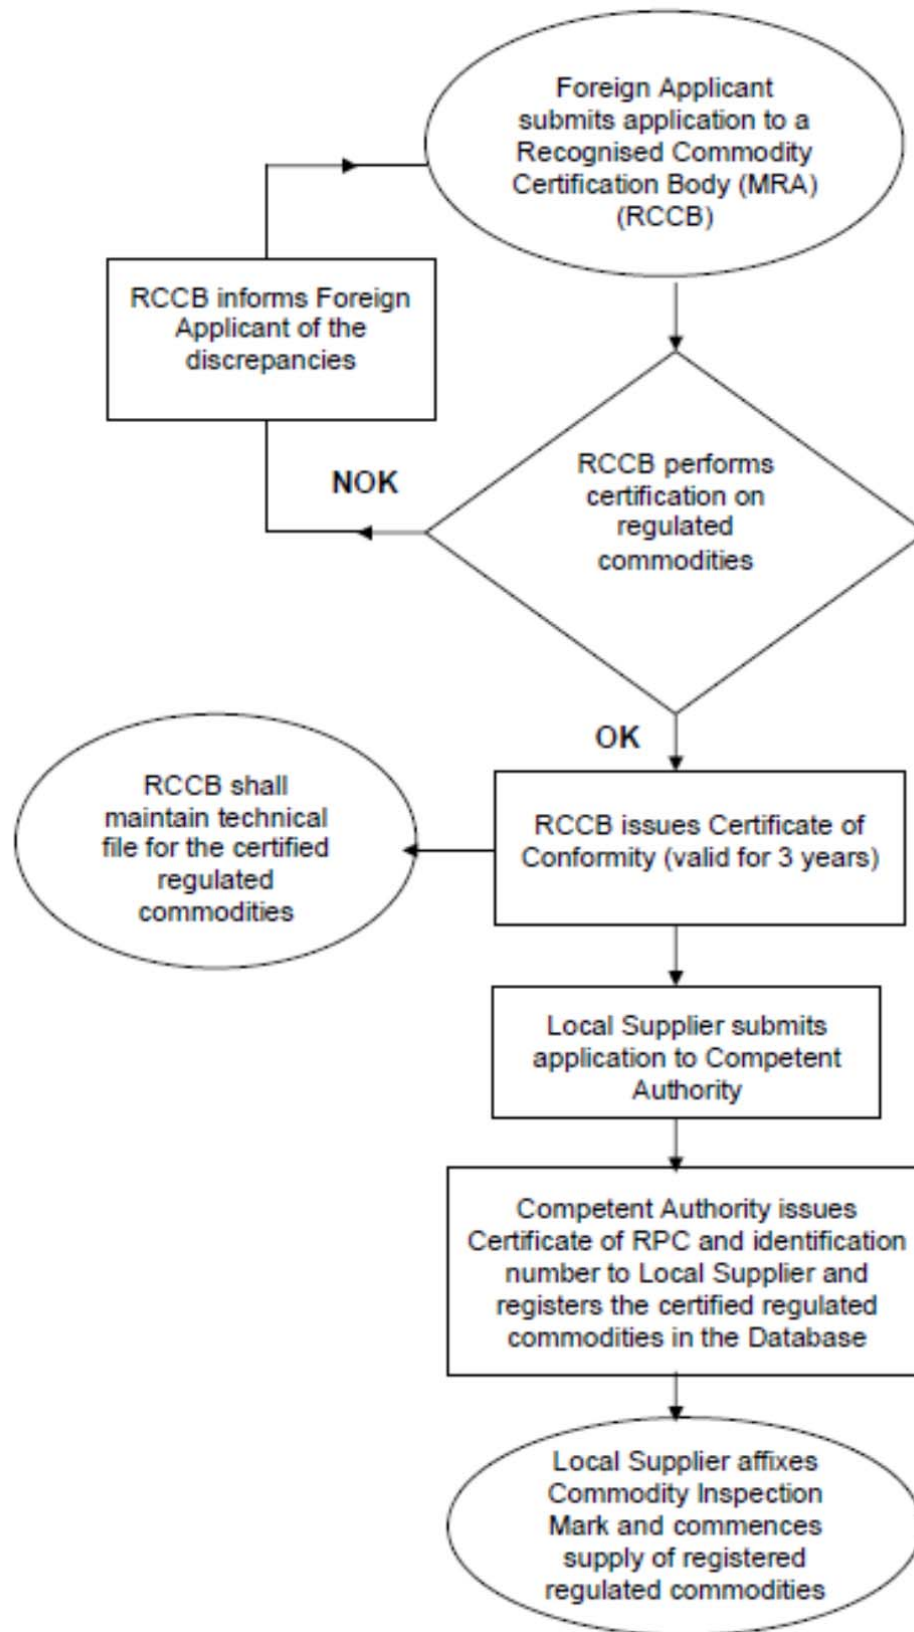 Foreign Applicant
submits application to a
Recognised Commodity
Certification Body (MRA)
(RCCB)
RCCB informs Foreign
Applicant of the
discrepancies
NOK
RCCB performs
certification on
regulated
commodities
OK
RCCB shall
maintain technical
file for the certified
regulated
commodities
RCCB issues Certificate of
Conformity (valid for 3 years)
Local Supplier submits
application to Competent
Authority
Competent Authority issues
Certificate of RPC and identification
number to Local Supplier and
registers the certified regulated
commodities in the Database
Local Supplier affixes
Commodity Inspection
Mark and commences
supply of registered
regulated commodities